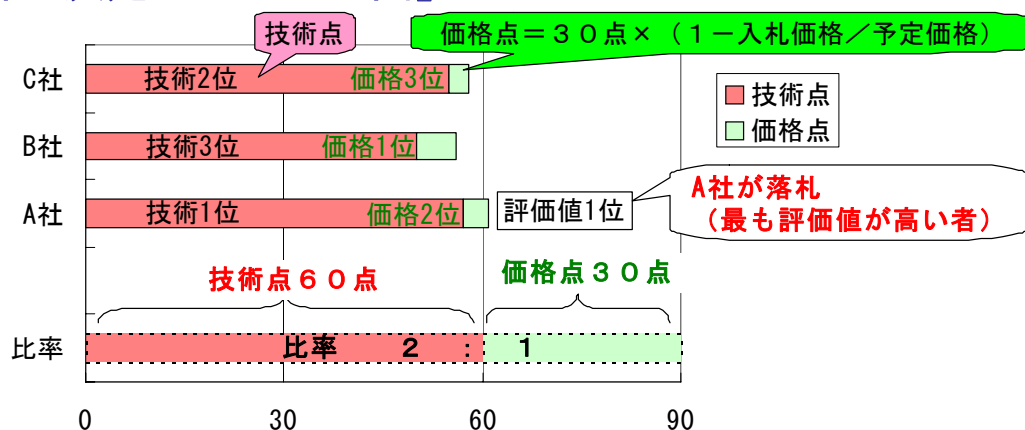 技術点
価格点＝３０点×（１－入札価格／予定価格）
C社
技術2位
価格3位
技術点
価格点
B社
技術3位
価格1位
A社
技術1位
価格2位
評価値1位
A社が落札
（最も評価値が高い者）
技術点６０点
価格点３０点
比率
比率 ２ : １
0 30 60 90